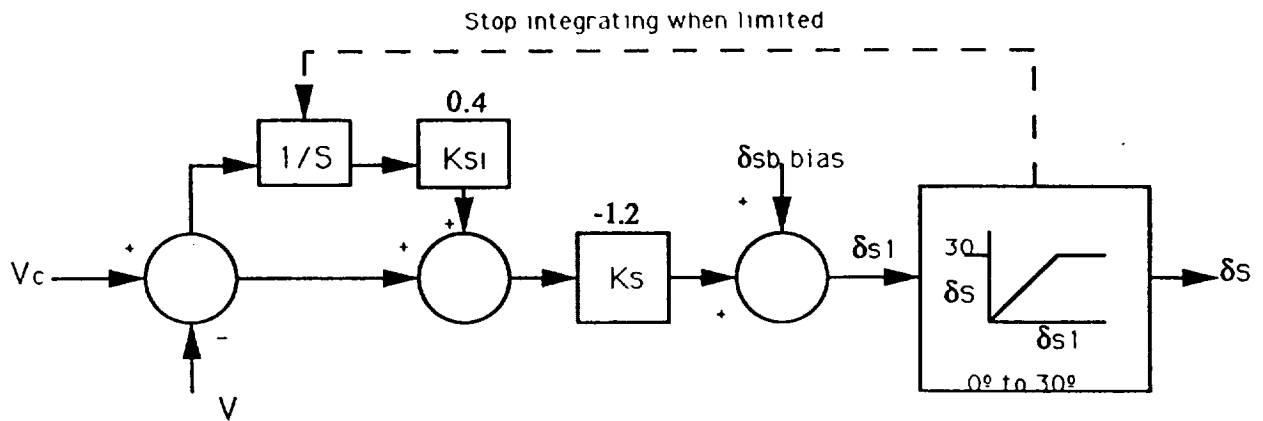 Stop integrating when limited
0.4
1/S
KsI
δsb bias
-1.2
+
+
+
+
30
Vc
Ks
δs1
δs
δs
+
δs1
-
0º to 30º
V